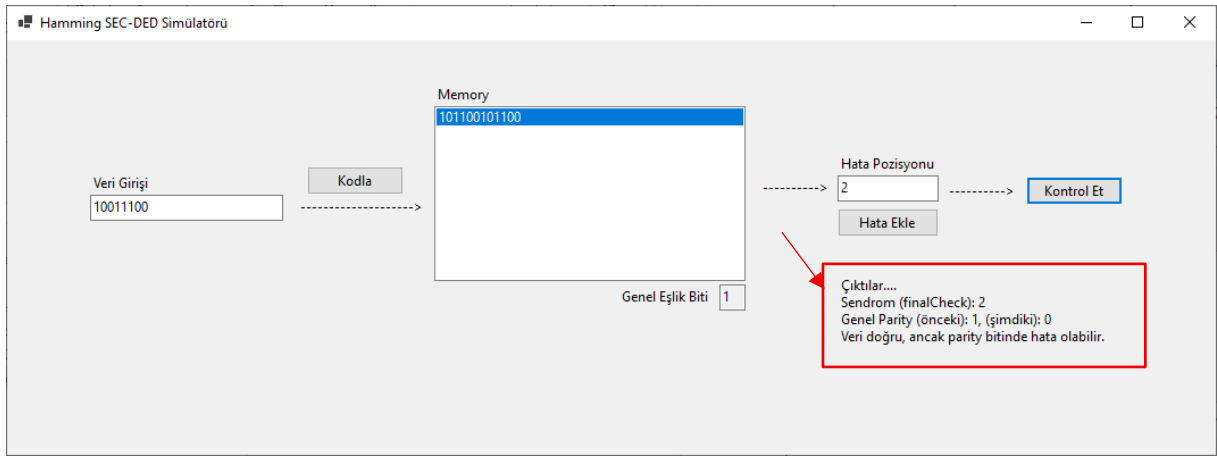 Hamming SEC-DED Simülatörü
Memory
101100101100
Veri Girişi
10011100
Kodla
-------------------->
Genel Eşlik Biti 1
---------->
Hata Pozisyonu
2
Hata Ekle
---------->
Kontrol Et
Çıktılar....
Sendrom (finalCheck): 2
Genel Parity (önceki): 1, (şimdiki): 0
Veri doğru, ancak parity bitinde hata olabilir.